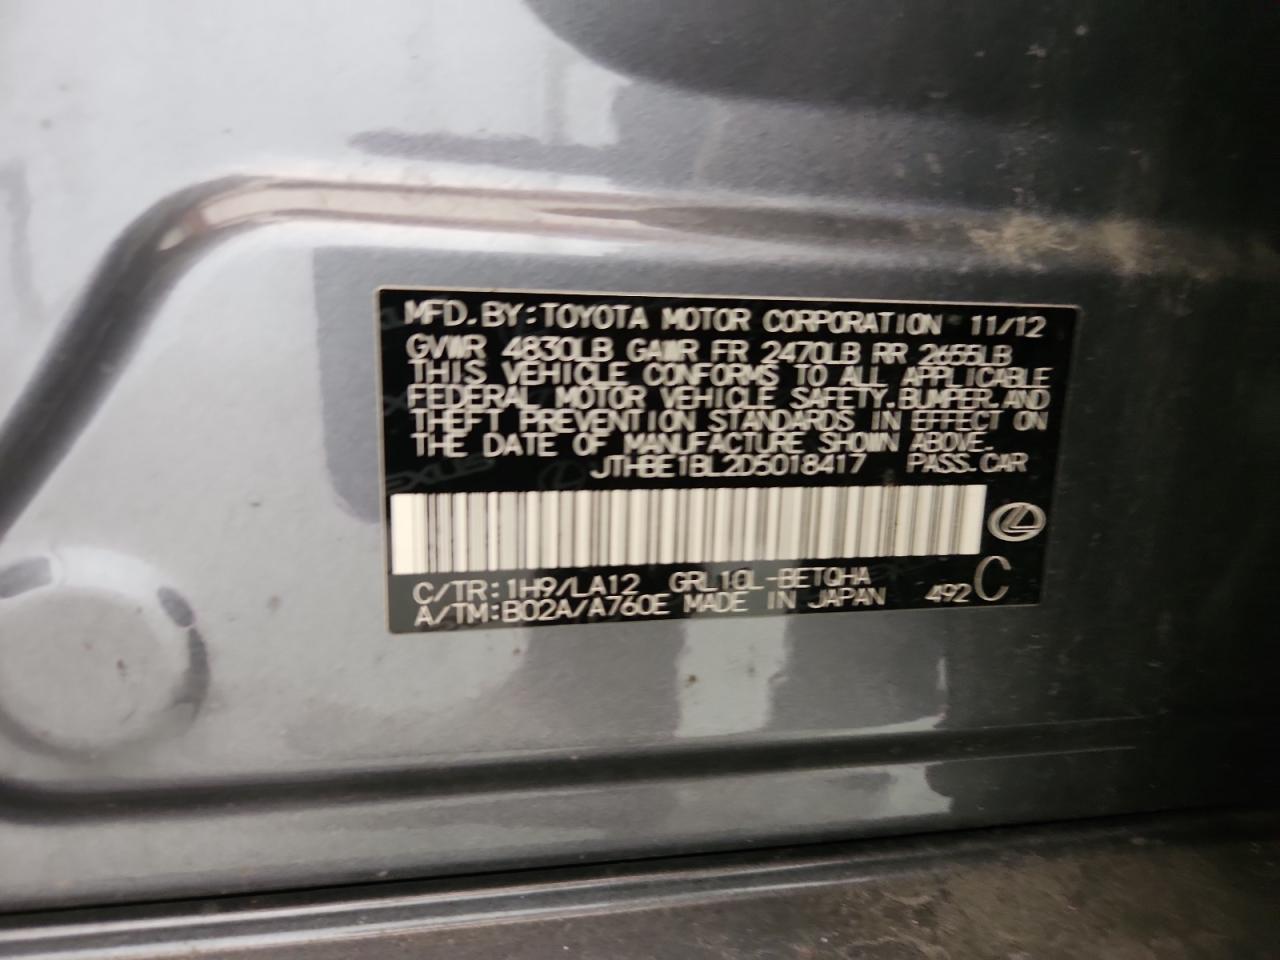 MFD. BY: TOYOTA MOTOR CORPORATION 11/12
GVWR 4830LB GAWR FR 2470LB RR 2655LB
THIS VEHICLE CONFORMS TO ALL APPLICABLE
FEDERAL MOTOR VEHICLE SAFETY, BUMPER, AND
THEFT PREVENTION STANDARDS IN EFFECT ON
THE DATE OF MANUFACTURE SHOWN ABOVE.
JTHBE1BL2D5018417 PASS. CAR
C/TR: 1H9/LA12 GRL10L-BETQHA
A/TM: B02A/A760E MADE IN JAPAN 492 C